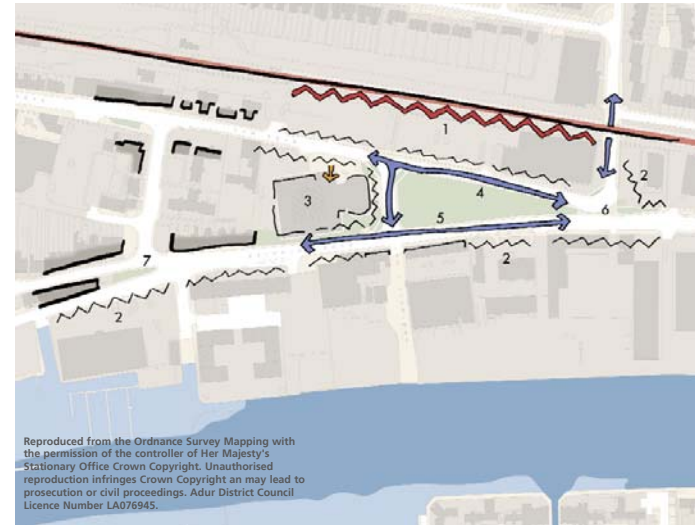 1
2
4
3
5
6
7
2
2
Reproduced from the Ordnance Survey Mapping with
the permission of the controller of Her Majesty's
Stationary Office Crown Copyright. Unauthorised
reproduction infringes Crown Copyright an may lead to
prosecution or civil proceedings. Adur District Council
Licence Number LA076945.